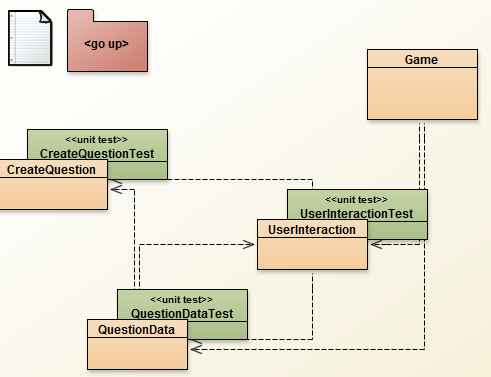 <go up>
Game
<<unit test>>
CreateQuestionTest
CreateQuestion
<<unit test>>
UserInteractionTest
UserInteraction
<<unit test>>
QuestionDataTest
QuestionData